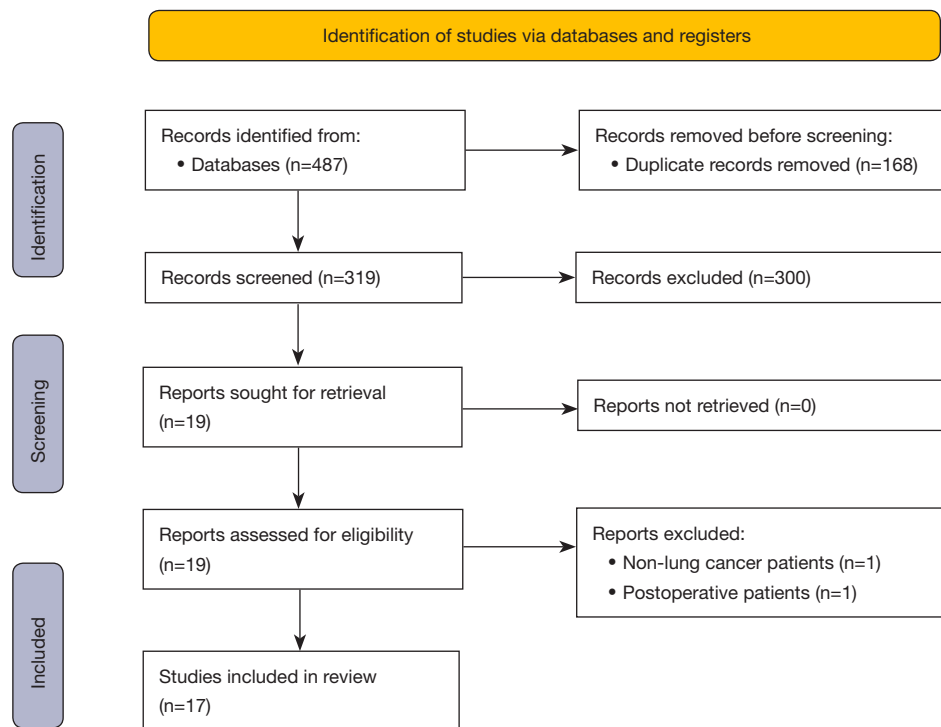 Identification of studies via databases and registers
Identification
Records identified from:
• Databases (n=487)
Records removed before screening:
• Duplicate records removed (n=168)
Records screened (n=319)
Records excluded (n=300)
Screening
Reports sought for retrieval
(n=19)
Reports not retrieved (n=0)
Reports assessed for eligibility
(n=19)
Reports excluded:
• Non-lung cancer patients (n=1)
• Postoperative patients (n=1)
Included
Studies included in review
(n=17)